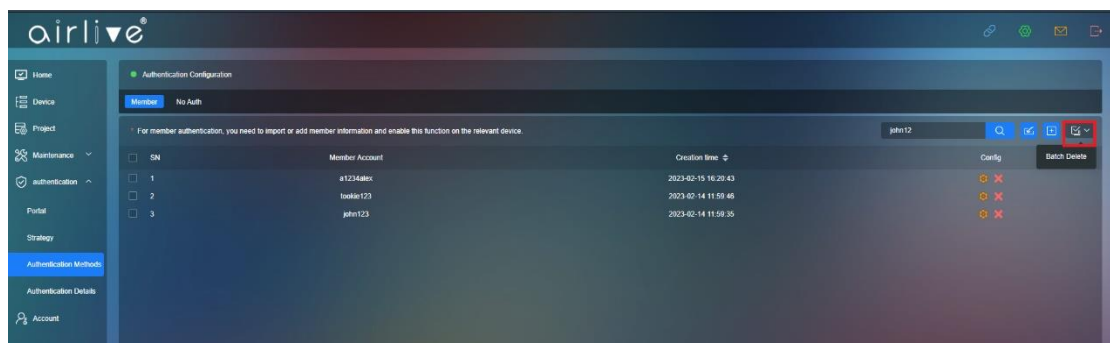 airlive®
Home
Device
Project
Maintenance
authentication
Portal
Strategy
Authentication Methods
Authentication Details
Account
Authentication Configuration
Member No Auth
* For member authentication, you need to import or add member information and enable this function on the relevant device.
john12
Batch Delete
SN Member Account Creation time Config
1 a1234alex 2023-02-15 16:20:43
2 tookie123 2023-02-14 11:59:46
3 john123 2023-02-14 11:59:35